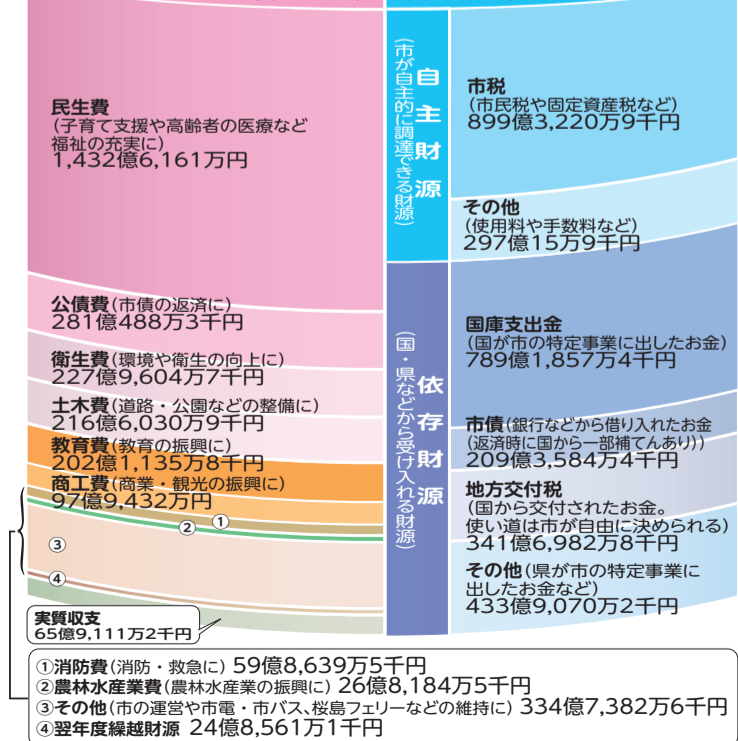 民生費
(子育て支援や高齢者の医療など
福祉の充実に)
1,432億6,161万円
公債費(市債の返済に)
281億488万3千円
衛生費(環境や衛生の向上に)
227億9,604万7千円
土木費(道路・公園などの整備に)
216億6,030万9千円
教育費(教育の振興に)
202億1,135万8千円
商工費(商業・観光の振興に)
97億9,432万円
①
②
③
④
実質収支
65億9,111万2千円
自主財源
(市が自主的に調達できる財源)
依存財源
(国・県などから受け入れる財源)
市税
(市民税や固定資産税など)
899億3,220万9千円
その他
(使用料や手数料など)
297億15万9千円
国庫支出金
(国が市の特定事業に出したお金)
789億1,857万4千円
市債(銀行などから借り入れたお金
(返済時に国から一部補てんあり))
209億3,584万4千円
地方交付税
(国から交付されたお金。
使い道は市が自由に決められる)
341億6,982万8千円
その他(県が市の特定事業に
出したお金など)
433億9,070万2千円
①消防費(消防・救急に) 59億8,639万5千円
②農林水産業費(農林水産業の振興に) 26億8,184万5千円
③その他(市の運営や市電・市バス、桜島フェリーなどの維持に) 334億7,382万6千円
④翌年度繰越財源 24億8,561万1千円